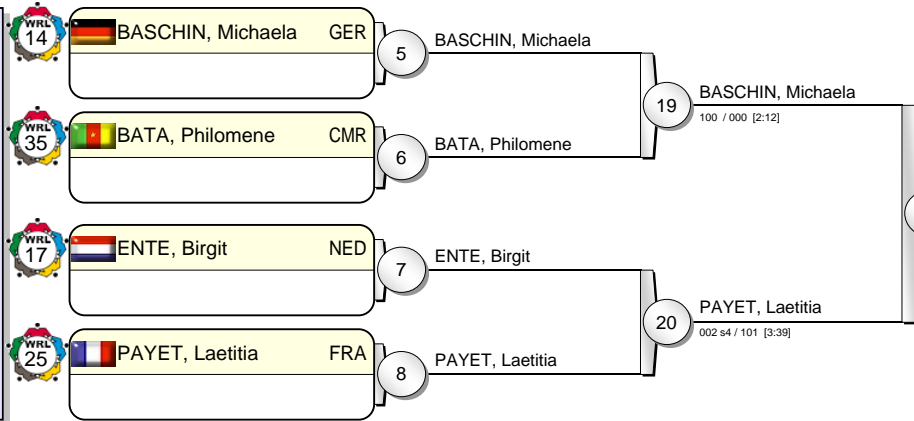 WRL
14
BASCHIN, Michaela GER
5
BASCHIN, Michaela
19
BASCHIN, Michaela
100 / 000 [2:12]
WRL
35
BATA, Philomene CMR
6
BATA, Philomene
WRL
17
ENTE, Birgit NED
7
ENTE, Birgit
20
PAYET, Laetitia
002 s4 / 101 [3:39]
WRL
25
PAYET, Laetitia FRA
8
PAYET, Laetitia